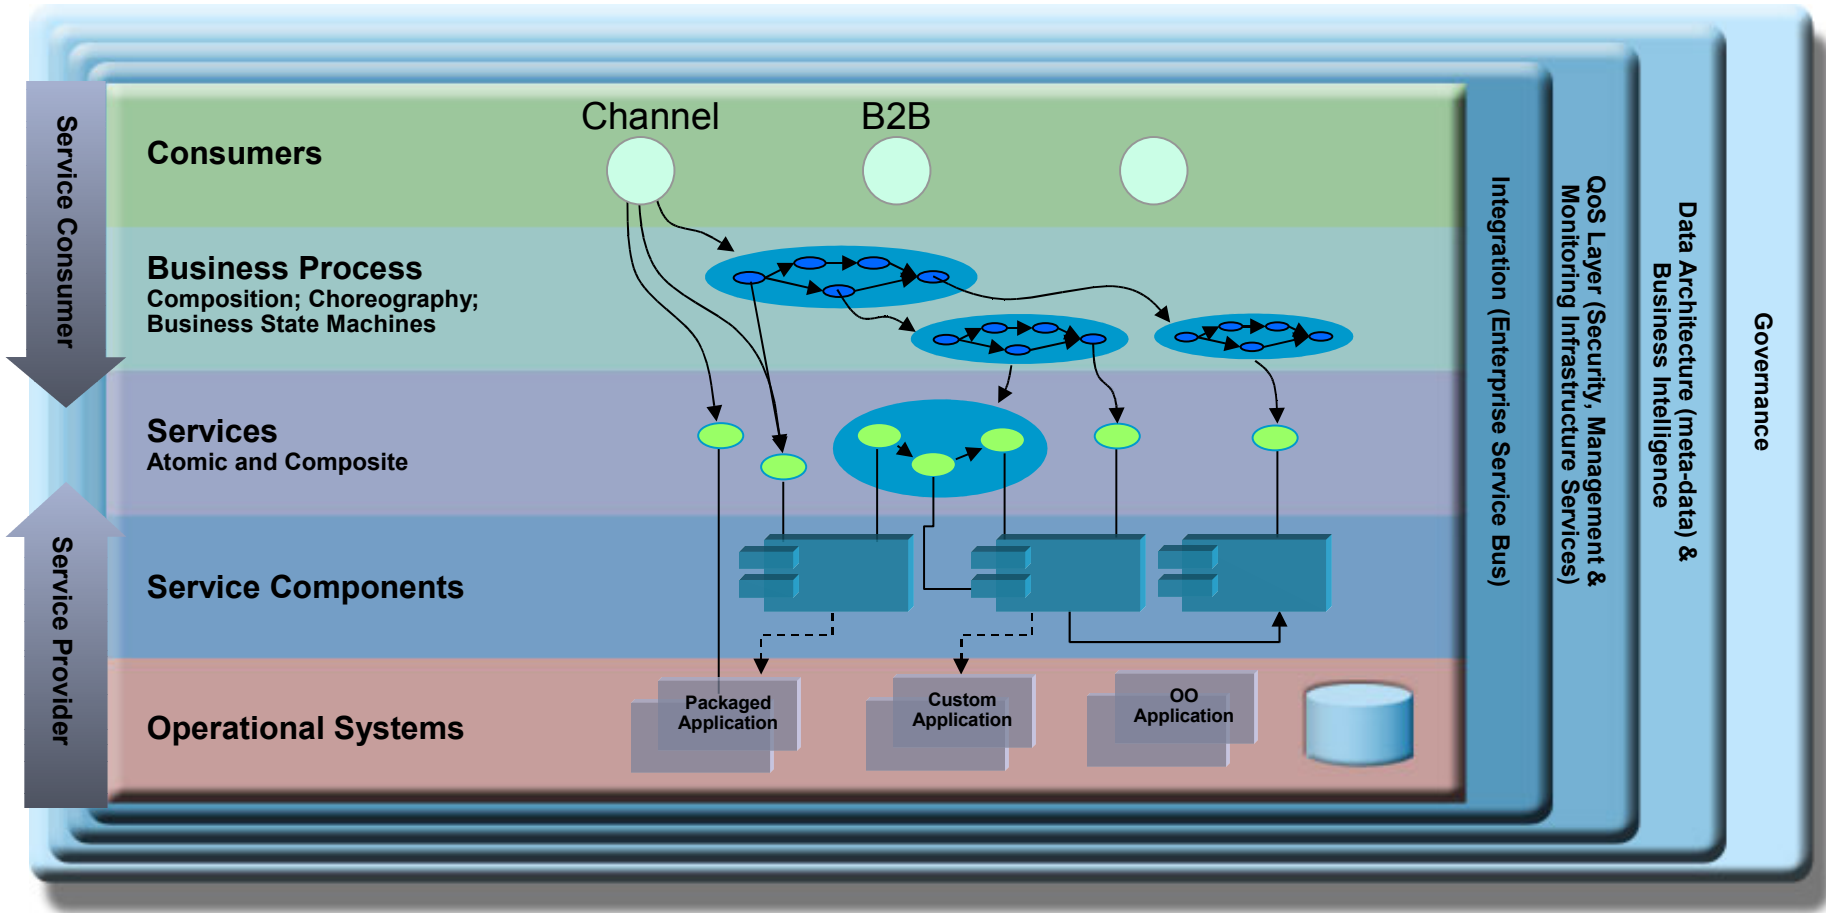 Channel
B2B
Consumers
Business Process
Composition; Choreography;
Business State Machines
Services
Atomic and Composite
Service Components
Operational Systems
Packaged
Application
Custom
Application
OO
Application
Service Consumer
Service Provider
Integration (Enterprise Service Bus)
QoS Layer (Security, Management &
Monitoring Infrastructure Services)
Data Architecture (meta-data) &
Business Intelligence
Governance